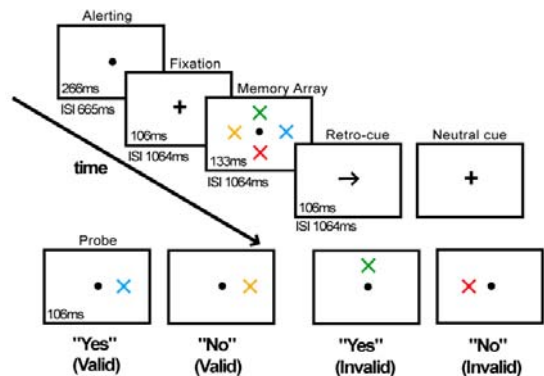 Alerting
266ms
ISI 665ms
Fixation
106ms
ISI 1064ms
Memory Array
133ms
ISI 1064ms
Retro-cue
106ms
ISI 1064ms
Neutral cue
time
Probe
106ms
"Yes"
(Valid)
"No"
(Valid)
"Yes"
(Invalid)
"No"
(Invalid)